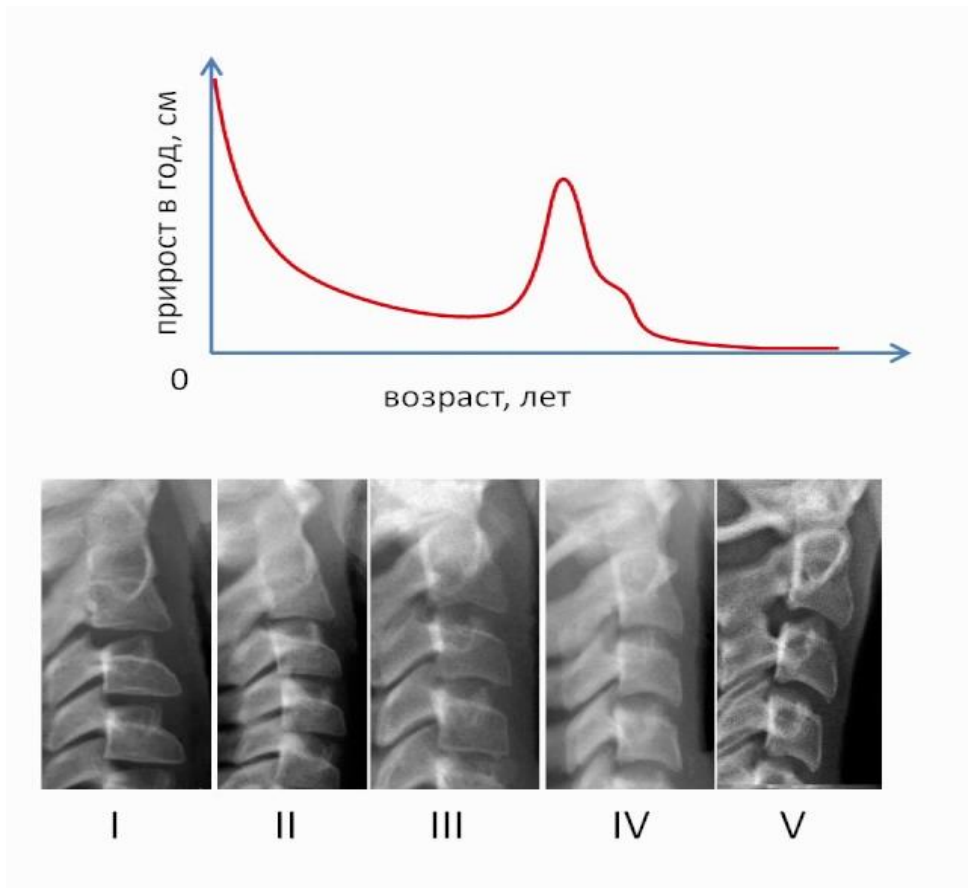 прирост в год, см
0
возраст, лет
I II III IV V